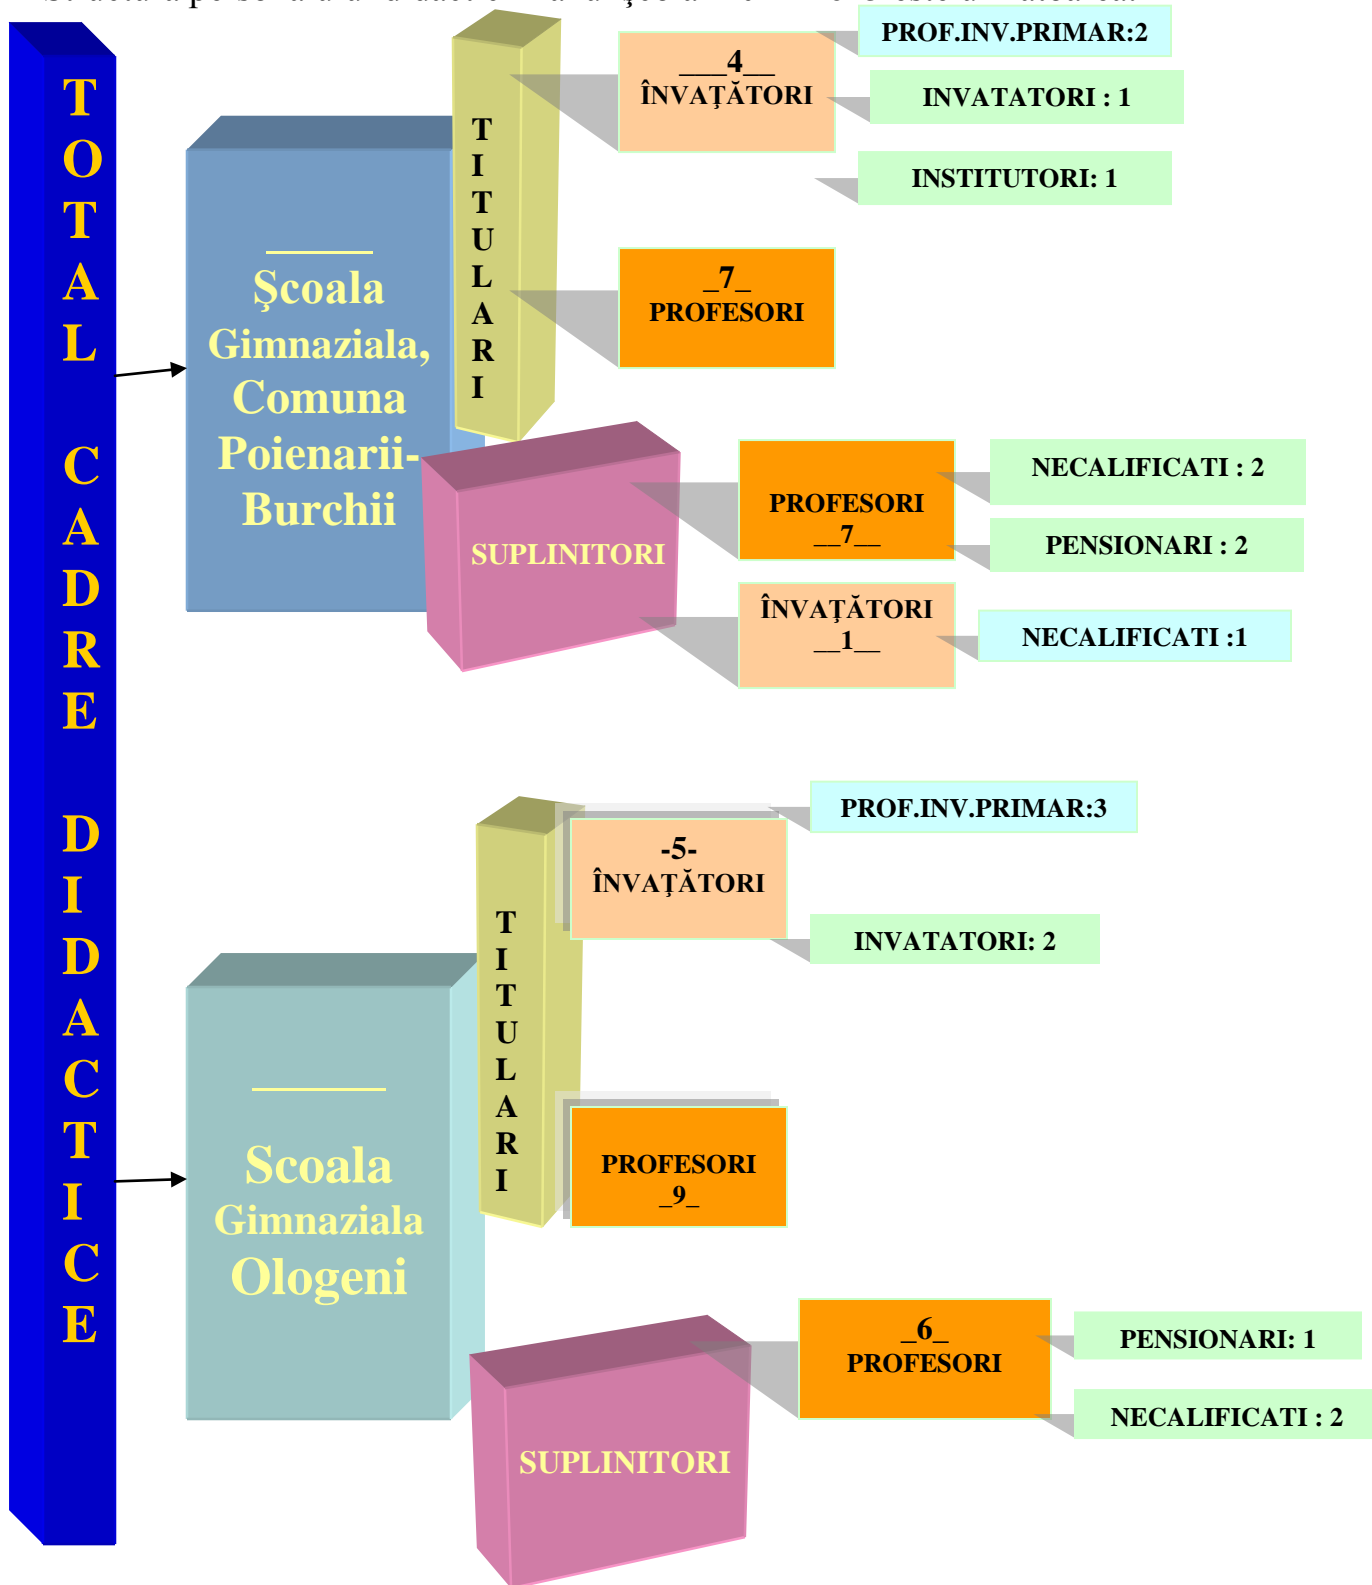 TOTAL CADRE DIDACTICE
Şcoala
Gimnaziala,
Comuna
Poienarii-
Burchii
TITULARI
___4__
ÎNVAŢĂTORI
PROF.INV.PRIMAR:2
INVATATORI : 1
INSTITUTORI: 1
_7_
PROFESORI
SUPLINITORI
PROFESORI
__7__
NECALIFICATI : 2
PENSIONARI : 2
ÎNVAŢĂTORI
__1__
NECALIFICATI :1
Scoala
Gimnaziala
Ologeni
TITULARI
-5-
ÎNVAŢĂTORI
PROF.INV.PRIMAR:3
INVATATORI: 2
PROFESORI
_9_
SUPLINITORI
_6_
PROFESORI
PENSIONARI: 1
NECALIFICATI : 2